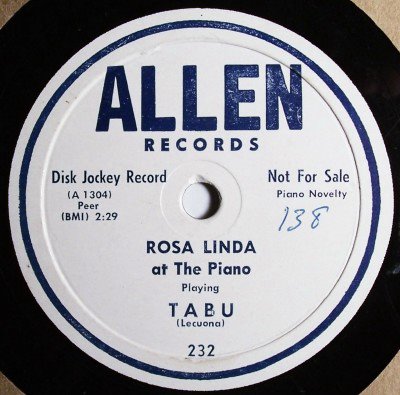 ALLEN
RECORDS
Disk Jockey Record
(A 1304)
Peer
(BMI) 2:29
Not For Sale
Piano Novelty
138
ROSA LINDA
at The Piano
Playing
TABU
(Lecuona)
232